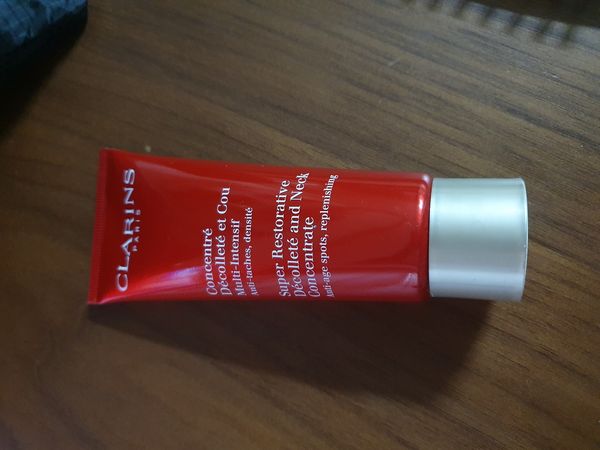 CLARINS
PARIS
Concentré
Décolleté et Cou
Multi-Intensif
Anti-taches, densité
Super Restorative
Décolleté and Neck
Concentrate
Anti-age spots, replenishing